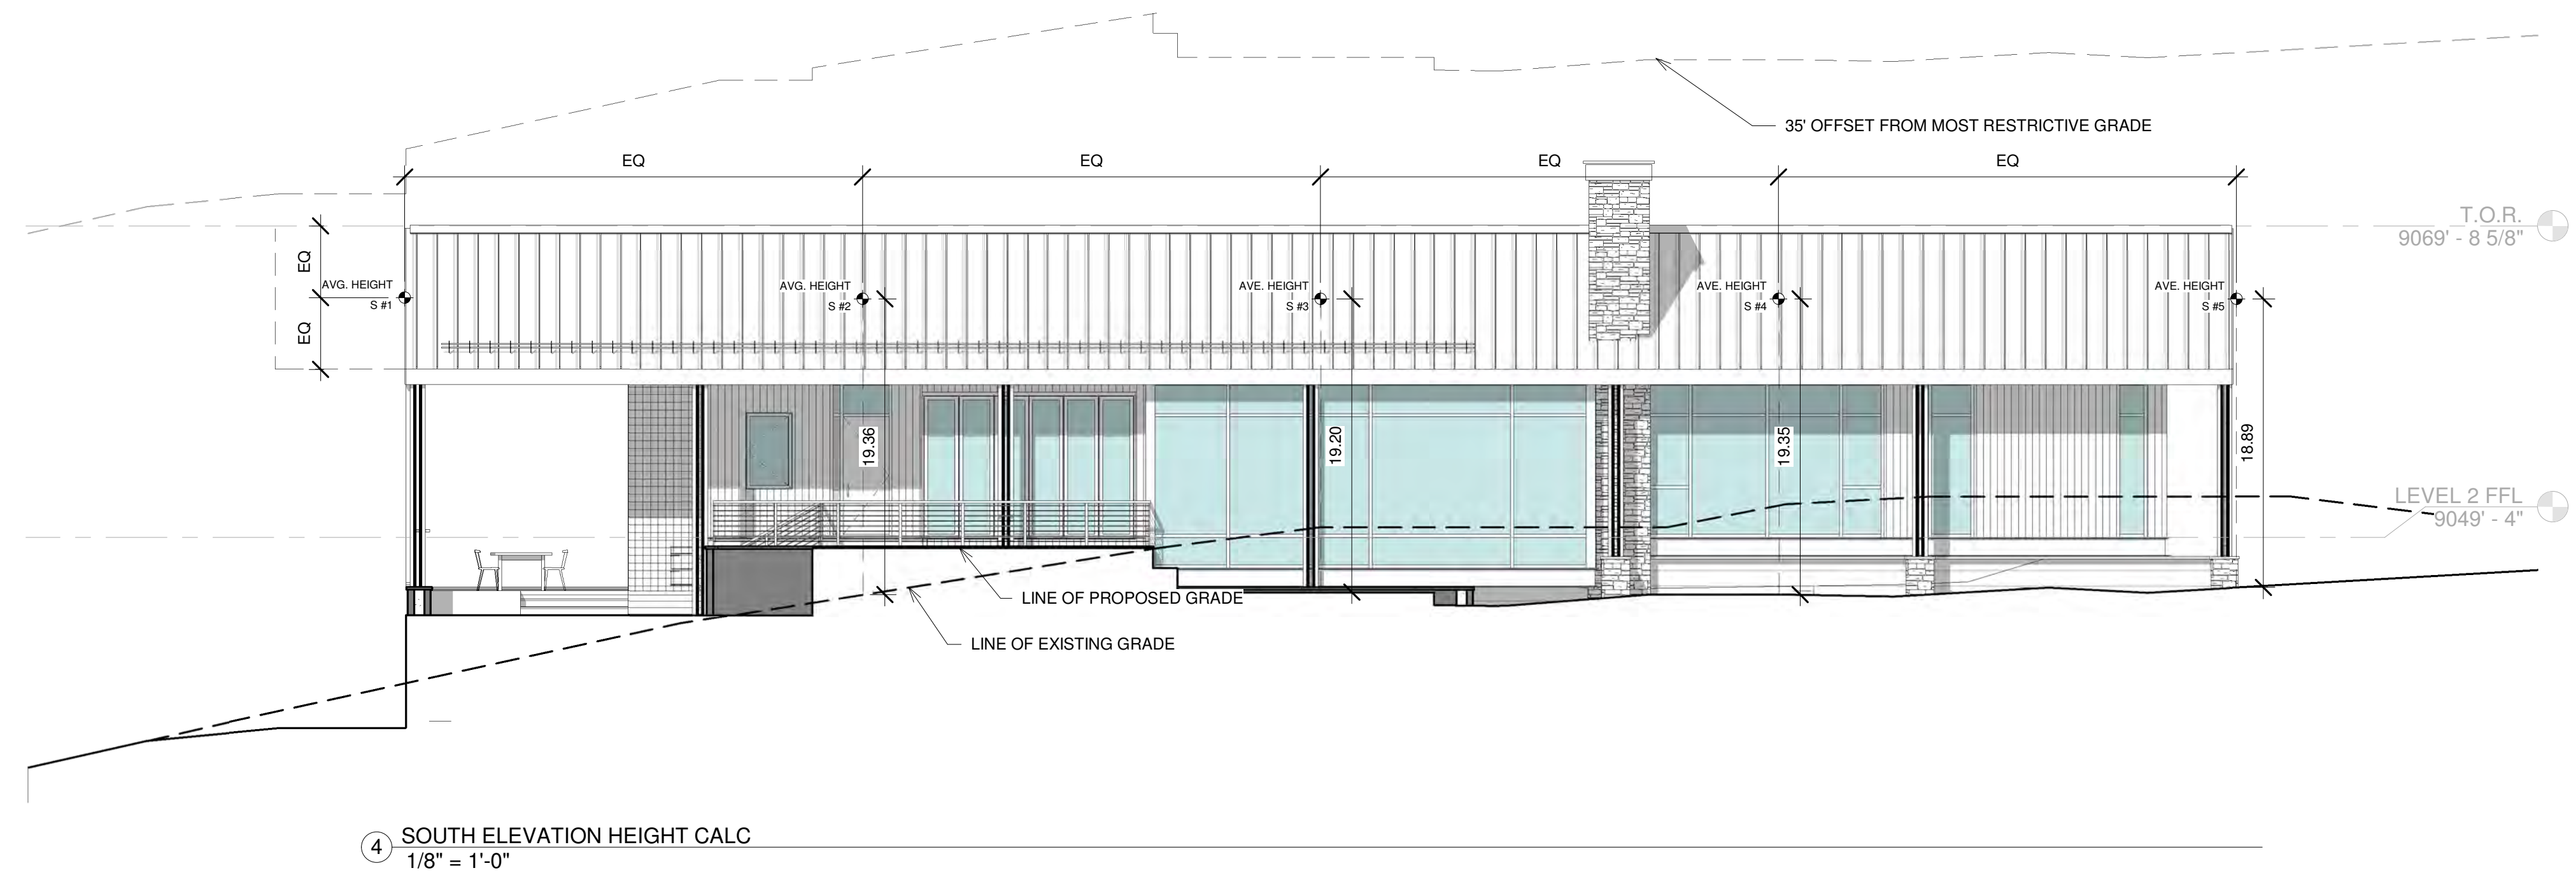 35' OFFSET FROM MOST RESTRICTIVE GRADE
EQ
EQ
EQ
EQ
T.O.R.
9069' - 8 5/8"
EQ
EQ
AVG. HEIGHT
S #1
AVG. HEIGHT
S #2
AVE. HEIGHT
S #3
AVE. HEIGHT
S #4
AVE. HEIGHT
S #5
19.36
19.20
19.35
18.89
LEVEL 2 FFL
9049' - 4"
LINE OF PROPOSED GRADE
LINE OF EXISTING GRADE
4
SOUTH ELEVATION HEIGHT CALC
1/8" = 1'-0"